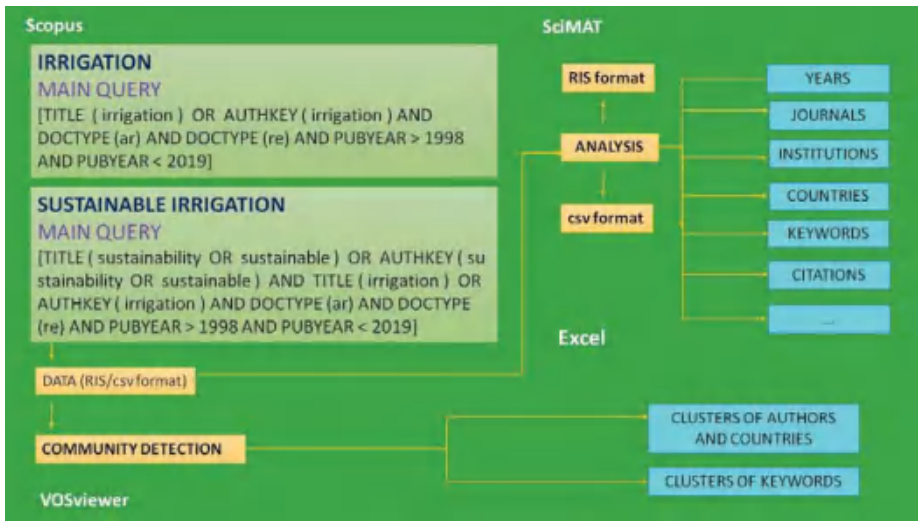 Scopus
IRRIGATION
MAIN QUERY
[TITLE ( irrigation ) OR AUTHKEY ( irrigation ) AND
DOCTYPE (ar) AND DOCTYPE (re) AND PUBYEAR > 1998
AND PUBYEAR < 2019]
SUSTAINABLE IRRIGATION
MAIN QUERY
[TITLE ( sustainability OR sustainable ) OR AUTHKEY ( su
stainability OR sustainable ) AND TITLE ( irrigation ) OR
AUTHKEY ( irrigation ) AND DOCTYPE (ar) AND DOCTYPE
(re) AND PUBYEAR > 1998 AND PUBYEAR < 2019]
DATA (RIS/csv format)
COMMUNITY DETECTION
VOSviewer
SciMAT
RIS format
ANALYSIS
csv format
Excel
YEARS
JOURNALS
INSTITUTIONS
COUNTRIES
KEYWORDS
CITATIONS
...
CLUSTERS OF AUTHORS
AND COUNTRIES
CLUSTERS OF KEYWORDS